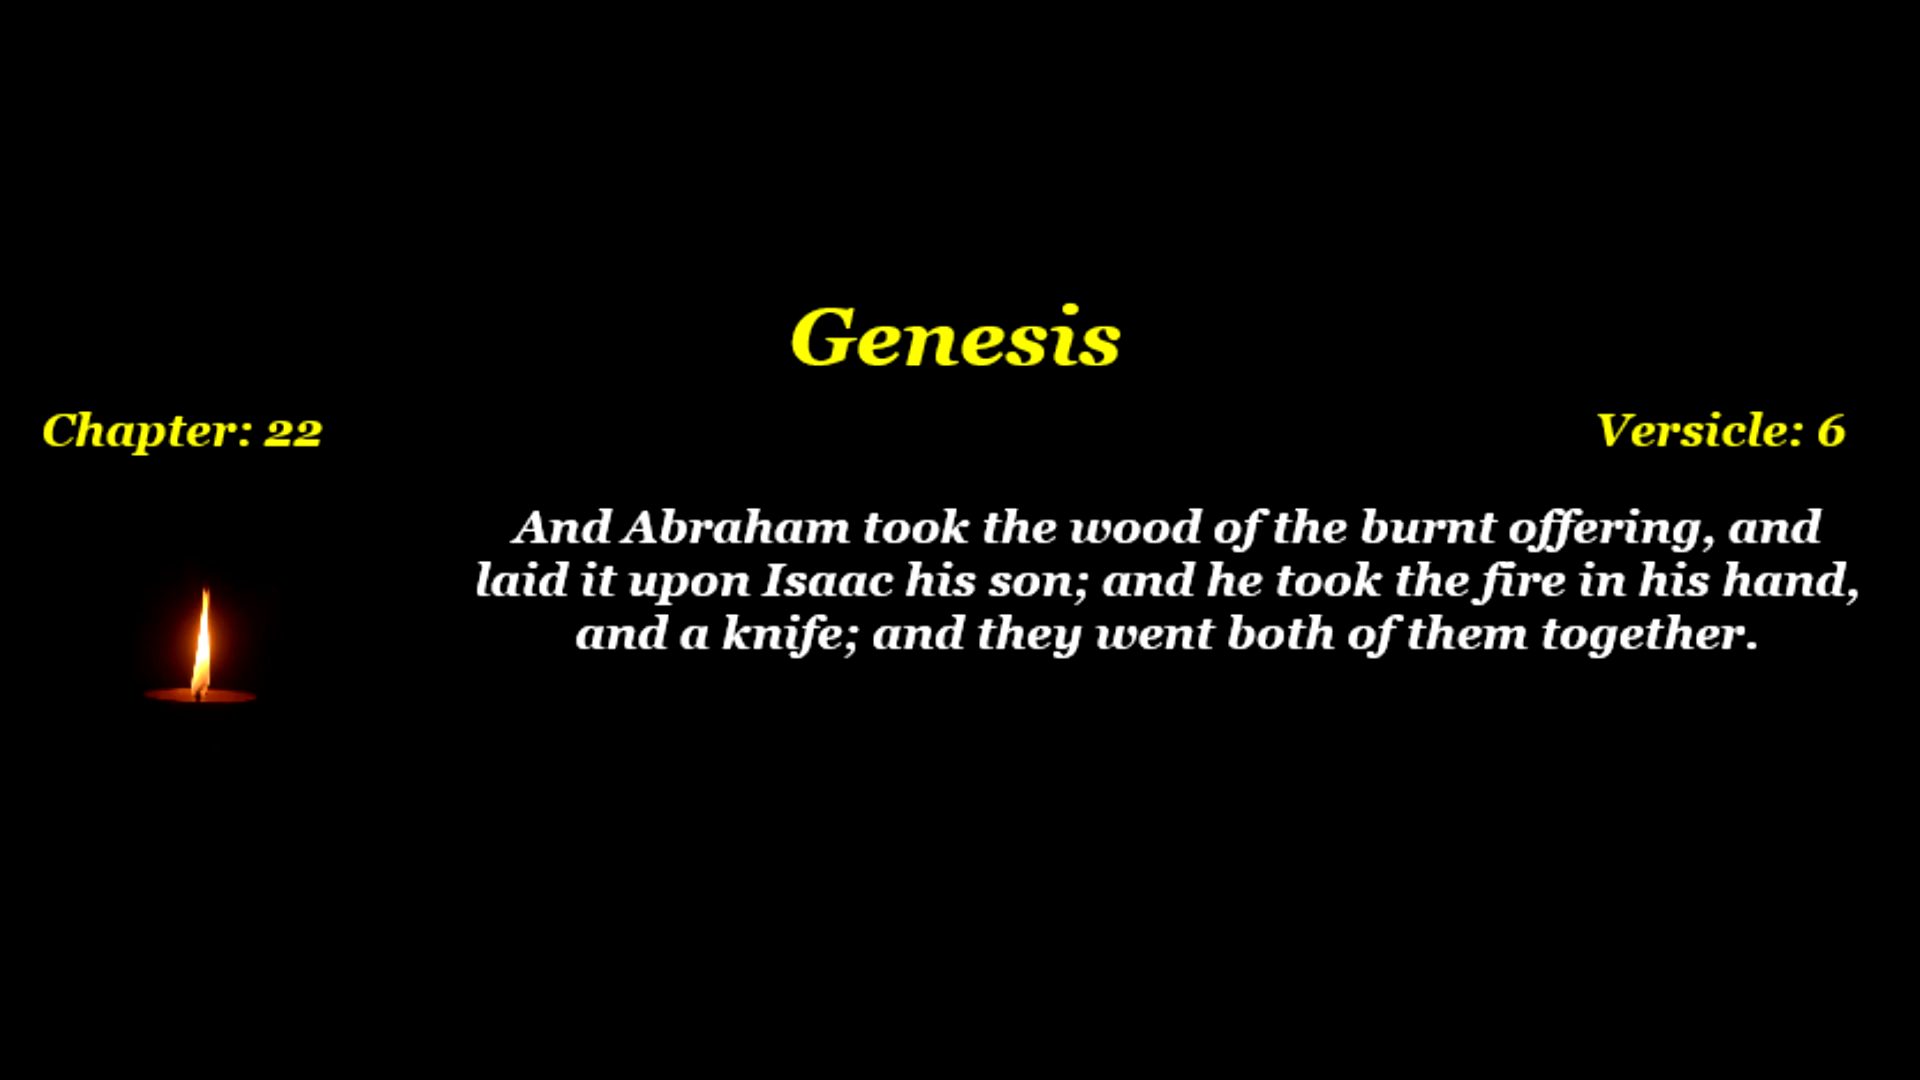 Genesis
Chapter: 22
Versicle: 6
And Abraham took the wood of the burnt offering, and
laid it upon Isaac his son; and he took the fire in his hand,
and a knife; and they went both of them together.